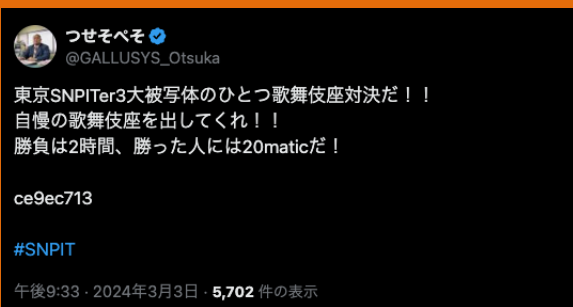 つせそぺそ
@GALLUSYS_Otsuka
東京SNPITer3大被写体のひとつ歌舞伎座対決だ！！
自慢の歌舞伎座を出してくれ！！
勝負は2時間、勝った人には20maticだ！
ce9ec713
#SNPIT
午後9:33 · 2024年3月3日 · 5,702 件の表示